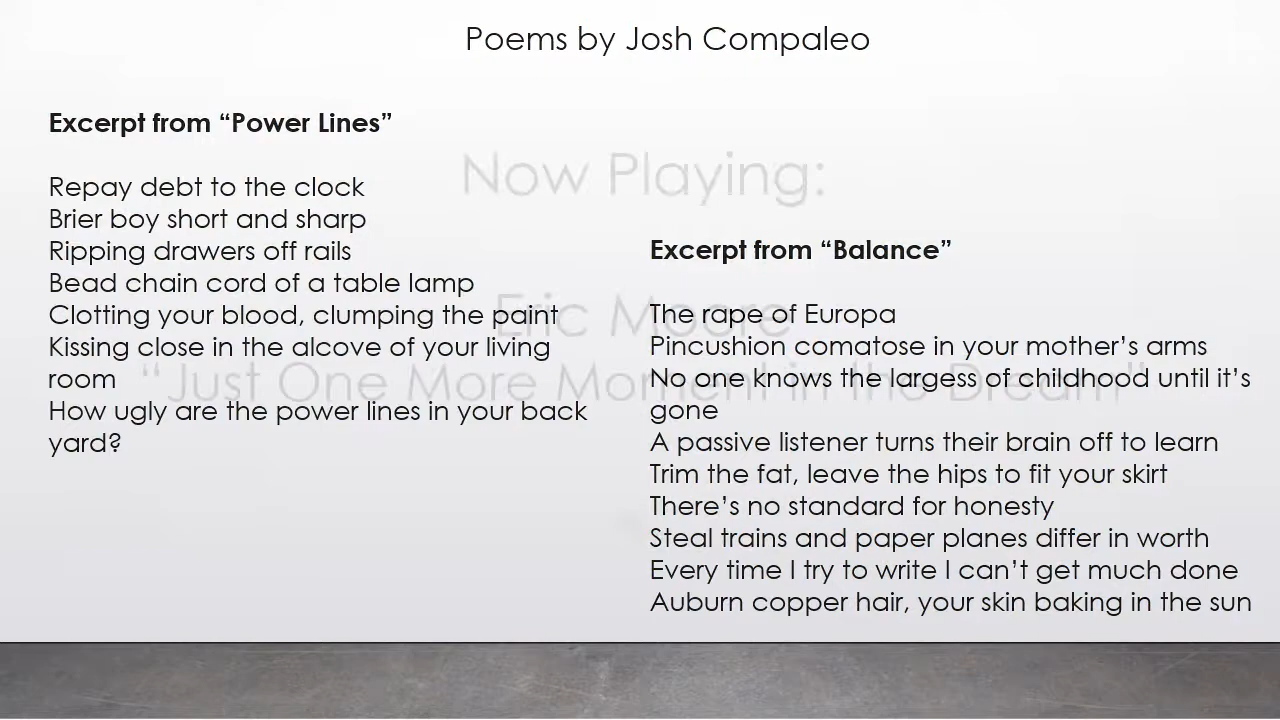 Poems by Josh Compaleo
Excerpt from “Power Lines”
Repay debt to the clock
Brier boy short and sharp
Ripping drawers off rails
Bead chain cord of a table lamp
Clotting your blood, clumping the paint
Kissing close in the alcove of your living
room
How ugly are the power lines in your back
yard?
Now Playing:
Eric Moore
“Just One More Moment in the Dream”
Excerpt from “Balance”
The rape of Europa
Pincushion comatose in your mother’s arms
No one knows the largess of childhood until it’s
gone
A passive listener turns their brain off to learn
Trim the fat, leave the hips to fit your skirt
There’s no standard for honesty
Steal trains and paper planes differ in worth
Every time I try to write I can’t get much done
Auburn copper hair, your skin baking in the sun